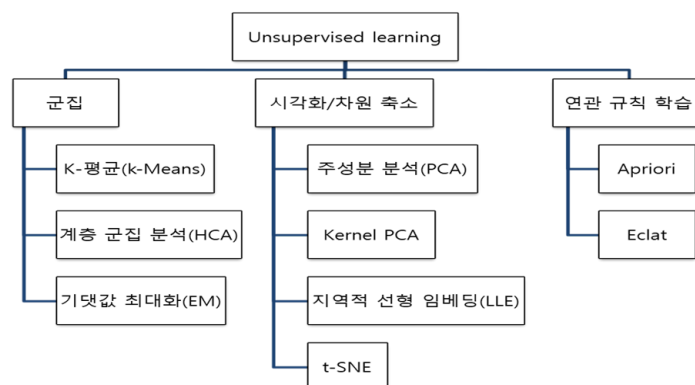 Unsupervised learning
군집
시각화/차원 축소
연관 규칙 학습
K-평균(k-Means)
주성분 분석(PCA)
Apriori
계층 군집 분석(HCA)
Kernel PCA
Eclat
기댓값 최대화(EM)
지역적 선형 임베딩(LLE)
t-SNE